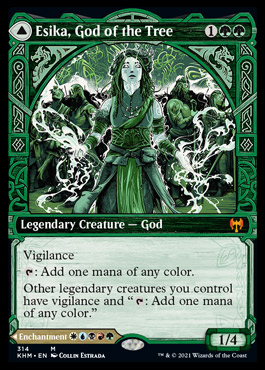 Esika, God of the Tree 1
Legendary Creature — God
Vigilance
: Add one mana of any color.
Other legendary creatures you control
have vigilance and “: Add one mana
of any color.”
Enchantment
1/4
314 M
KHM • EN COLLIN ESTRADA
™ & © 2021 Wizards of the Coast